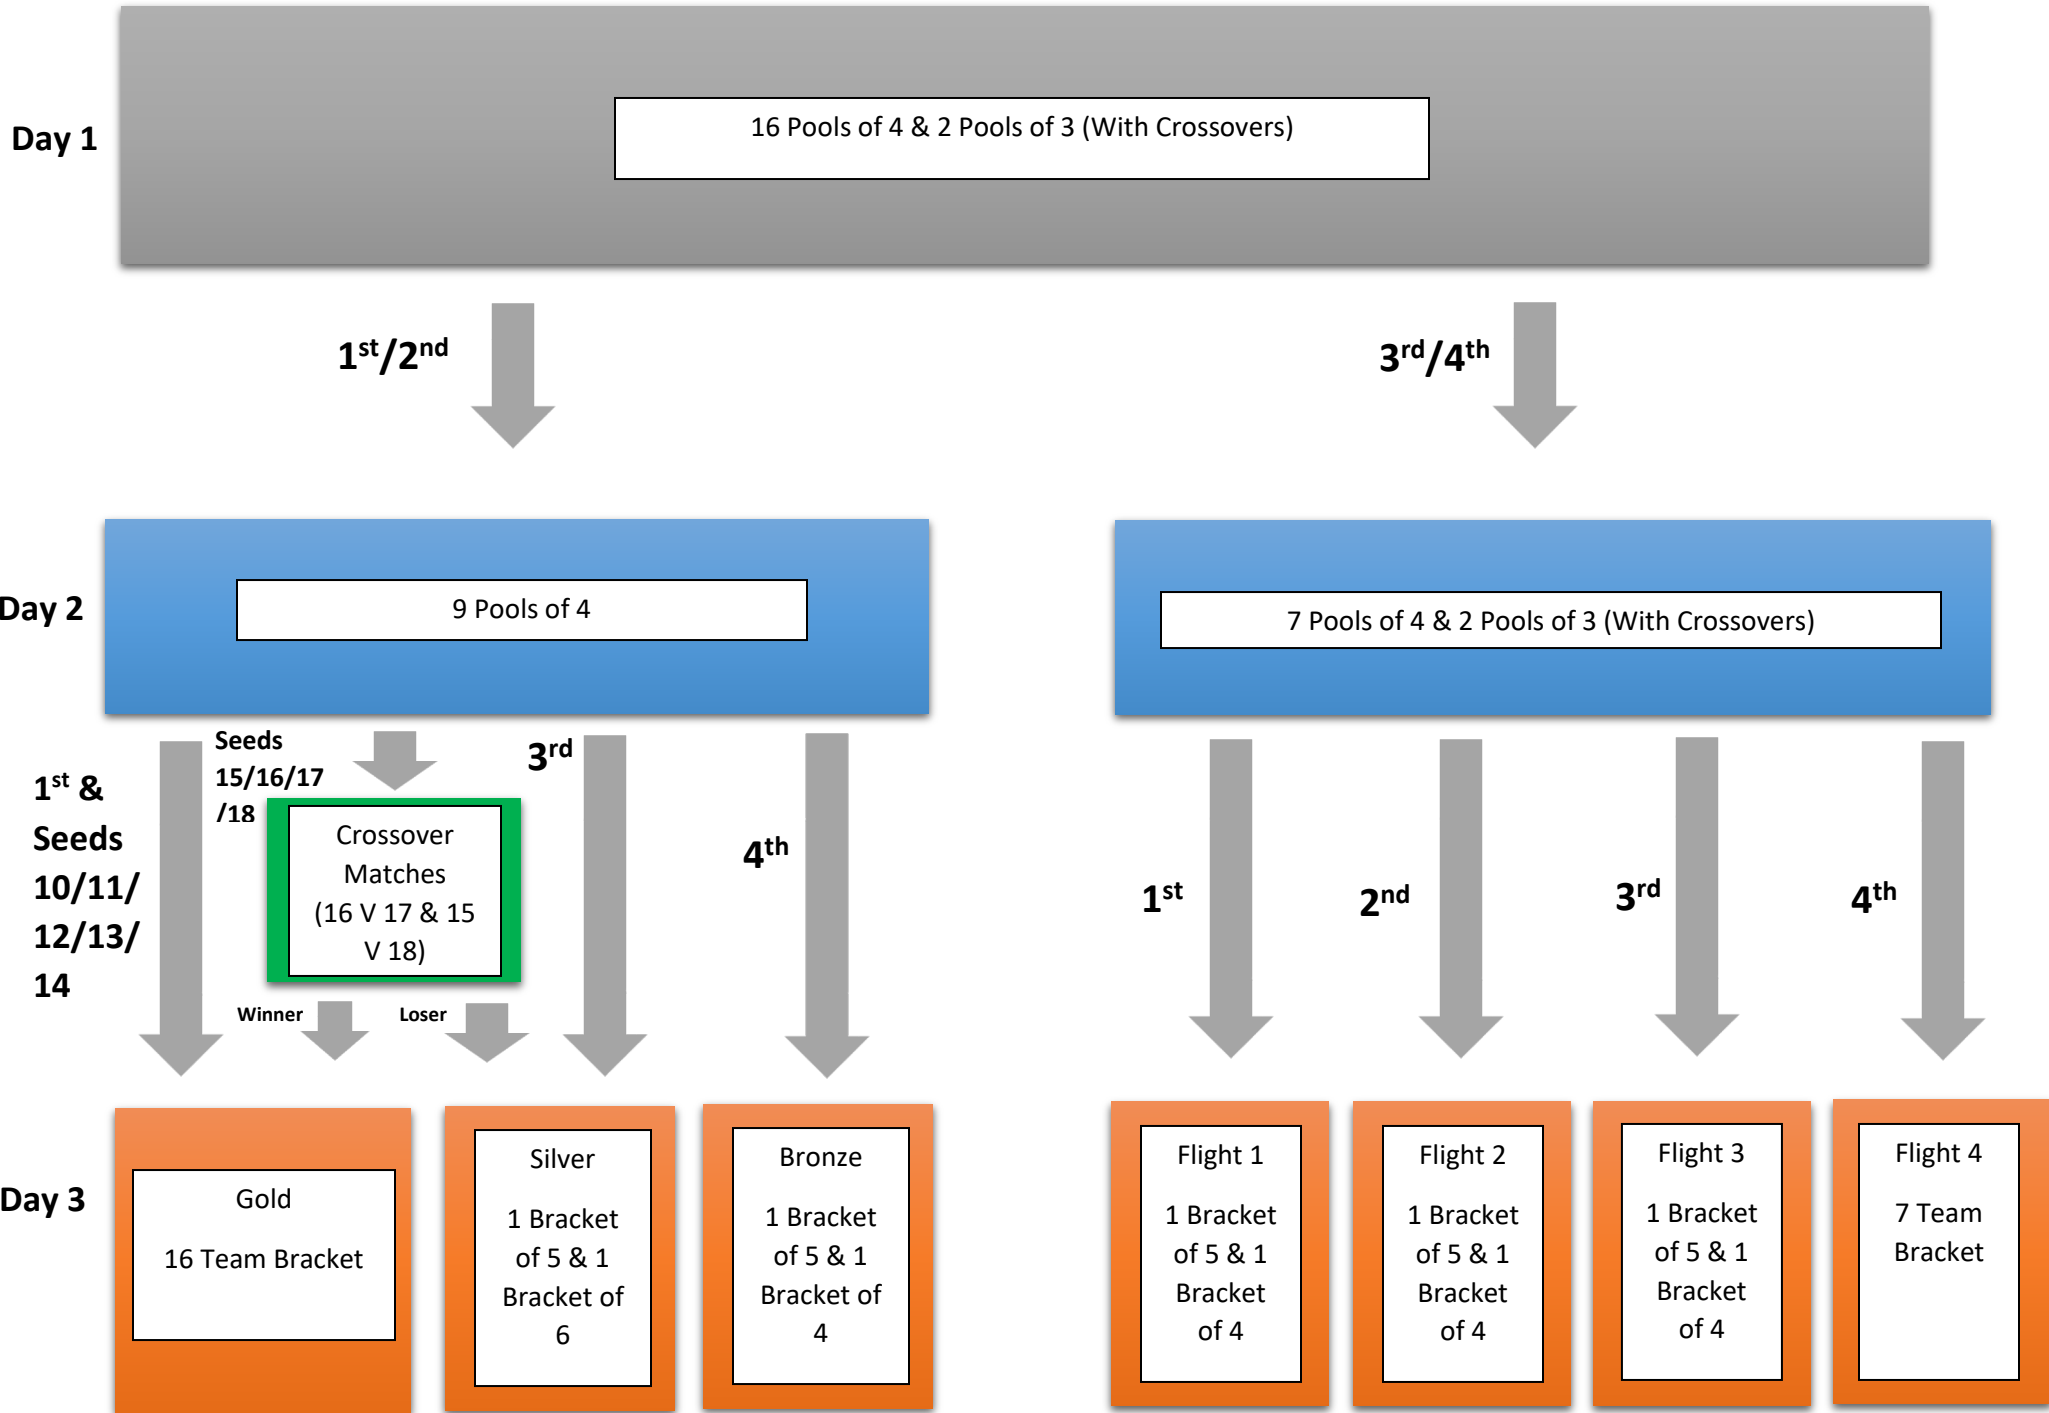 Day 1
16 Pools of 4 & 2 Pools of 3 (With Crossovers)
1st/2nd
3rd/4th
Day 2
9 Pools of 4
7 Pools of 4 & 2 Pools of 3 (With Crossovers)
1st &
Seeds
10/11/
12/13/
14
Seeds
15/16/17
/18
Crossover
Matches
(16 V 17 & 15
V 18)
Winner
Loser
3rd
4th
1st
2nd
3rd
4th
Day 3
Gold
16 Team Bracket
Silver
1 Bracket
of 5 & 1
Bracket of
6
Bronze
1 Bracket
of 5 & 1
Bracket of
4
Flight 1
1 Bracket
of 5 & 1
Bracket
of 4
Flight 2
1 Bracket
of 5 & 1
Bracket
of 4
Flight 3
1 Bracket
of 5 & 1
Bracket
of 4
Flight 4
7 Team
Bracket